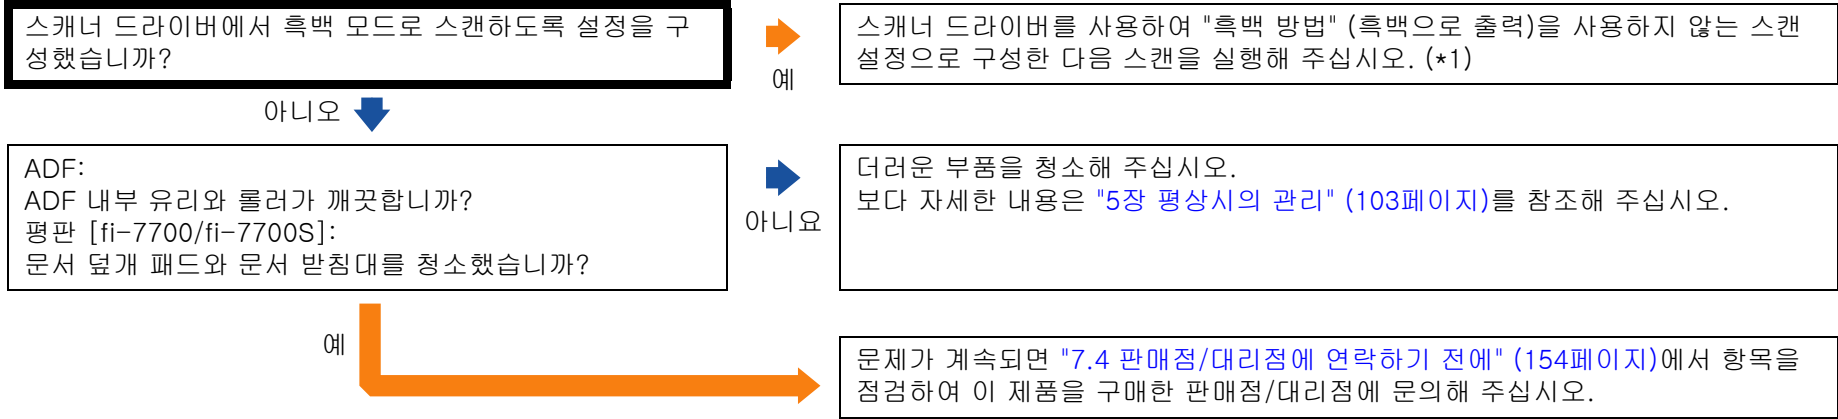 스캐너 드라이버에서 흑백 모드로 스캔하도록 설정을 구
성했습니까?
예
스캐너 드라이버를 사용하여 "흑백 방법" (흑백으로 출력)을 사용하지 않는 스캔
설정으로 구성한 다음 스캔을 실행해 주십시오. (*1)
아니오
ADF:
ADF 내부 유리와 롤러가 깨끗합니까?
평판 [fi-7700/fi-7700S]:
문서 덮개 패드와 문서 받침대를 청소했습니까?
아니요
더러운 부품을 청소해 주십시오.
보다 자세한 내용은 "5장 평상시의 관리" (103페이지)를 참조해 주십시오.
예
문제가 계속되면 "7.4 판매점/대리점에 연락하기 전에" (154페이지)에서 항목을
점검하여 이 제품을 구매한 판매점/대리점에 문의해 주십시오.